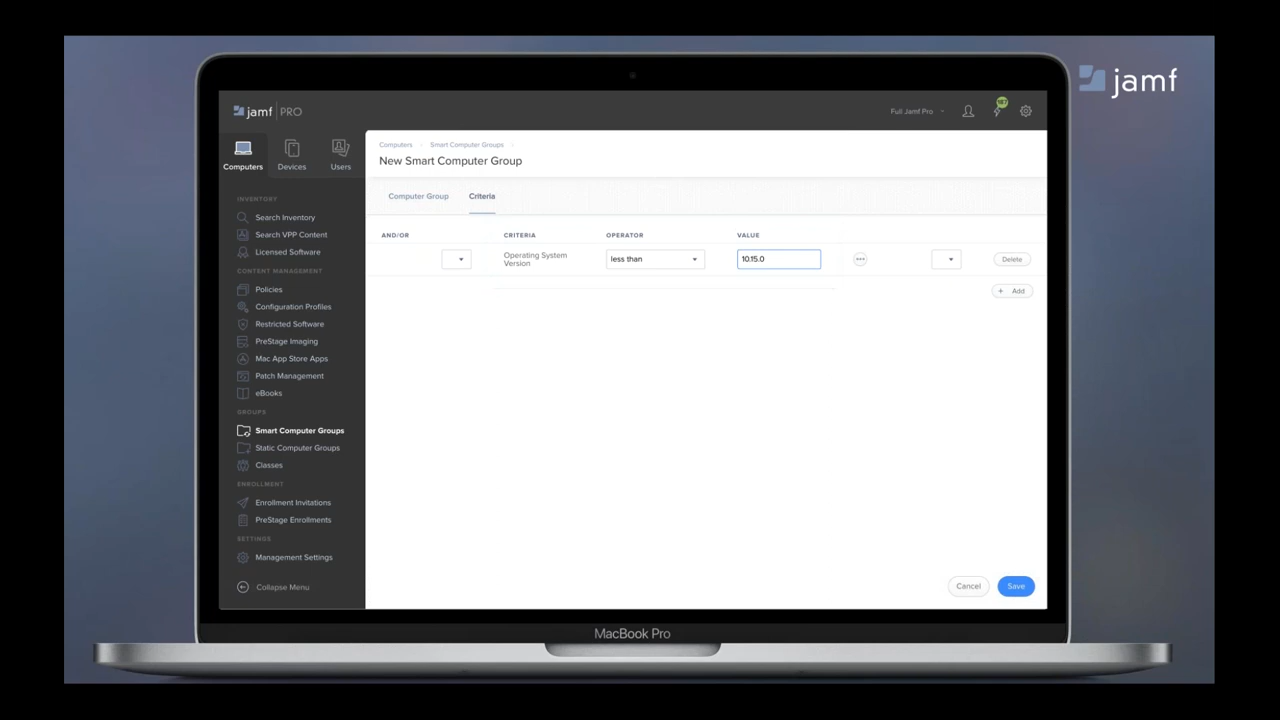 jamf
jamf PRO
Full Jamf Pro
Computers
Devices
Users
Computers
Smart Computer Groups
New Smart Computer Group
Computer Group
Criteria
INVENTORY
Search Inventory
Search VPP Content
Licensed Software
CONTENT MANAGEMENT
Policies
Configuration Profiles
Restricted Software
PreStage Imaging
Mac App Store Apps
Patch Management
eBooks
GROUPS
Smart Computer Groups
Static Computer Groups
Classes
ENROLLMENT
Enrollment Invitations
PreStage Enrollments
SETTINGS
Management Settings
Collapse Menu
AND/OR
CRITERIA
OPERATOR
VALUE
Operating System
Version
less than
10.15.0
Delete
+ Add
Cancel
Save
MacBook Pro